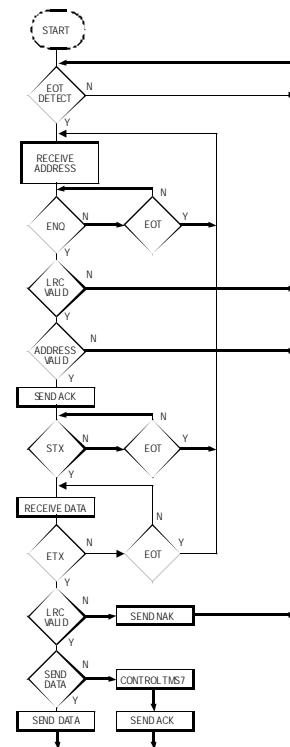 START
EOT
DETECT
N
Y
RECEIVE
ADDRESS
N
ENQ
N
EOT
Y
Y
LRC
VALID
N
Y
ADDRESS
VALID
N
Y
SEND ACK
N
STX
N
EOT
Y
Y
RECEIVE DATA
N
ETX
N
EOT
Y
Y
LRC
VALID
N
SEND NAK
Y
SEND
DATA
N
CONTROL TMS?
Y
SEND DATA
SEND ACK